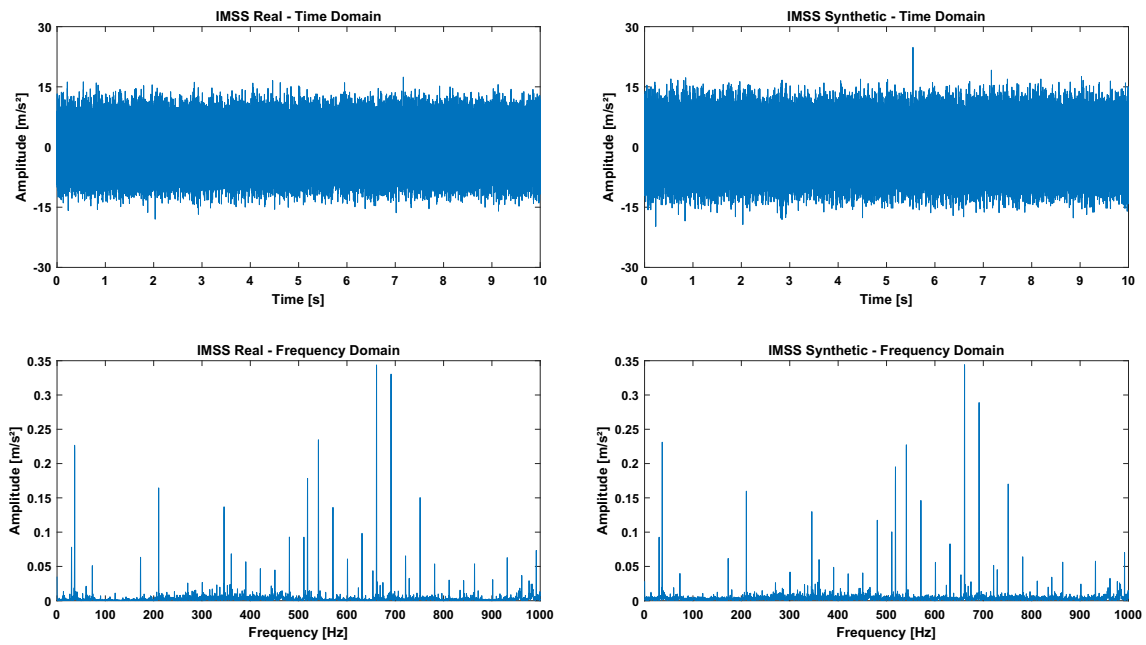 IMSS Real - Time Domain
30
15
0
-15
-30
Amplitude [m/s²]
0 1 2 3 4 5 6 7 8 9 10
Time [s]
IMSS Synthetic - Time Domain
30
15
0
-15
-30
Amplitude [m/s²]
0 1 2 3 4 5 6 7 8 9 10
Time [s]
IMSS Real - Frequency Domain
0.35
0.3
0.25
0.2
0.15
0.1
0.05
0
Amplitude [m/s²]
0 100 200 300 400 500 600 700 800 900 1000
Frequency [Hz]
IMSS Synthetic - Frequency Domain
0.35
0.3
0.25
0.2
0.15
0.1
0.05
0
Amplitude [m/s²]
0 100 200 300 400 500 600 700 800 900 1000
Frequency [Hz]